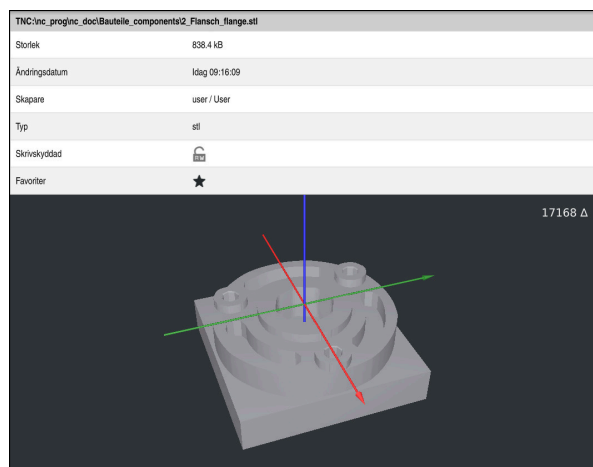 TNC:\nc_prog\nc_doc\Bauteile_components\2_Flansch_flange.stl
Storlek 838.4 kB
Ändringsdatum Idag 09:16:09
Skapare user / User
Typ stl
Skrivskyddad
Favoriter
17168 Δ